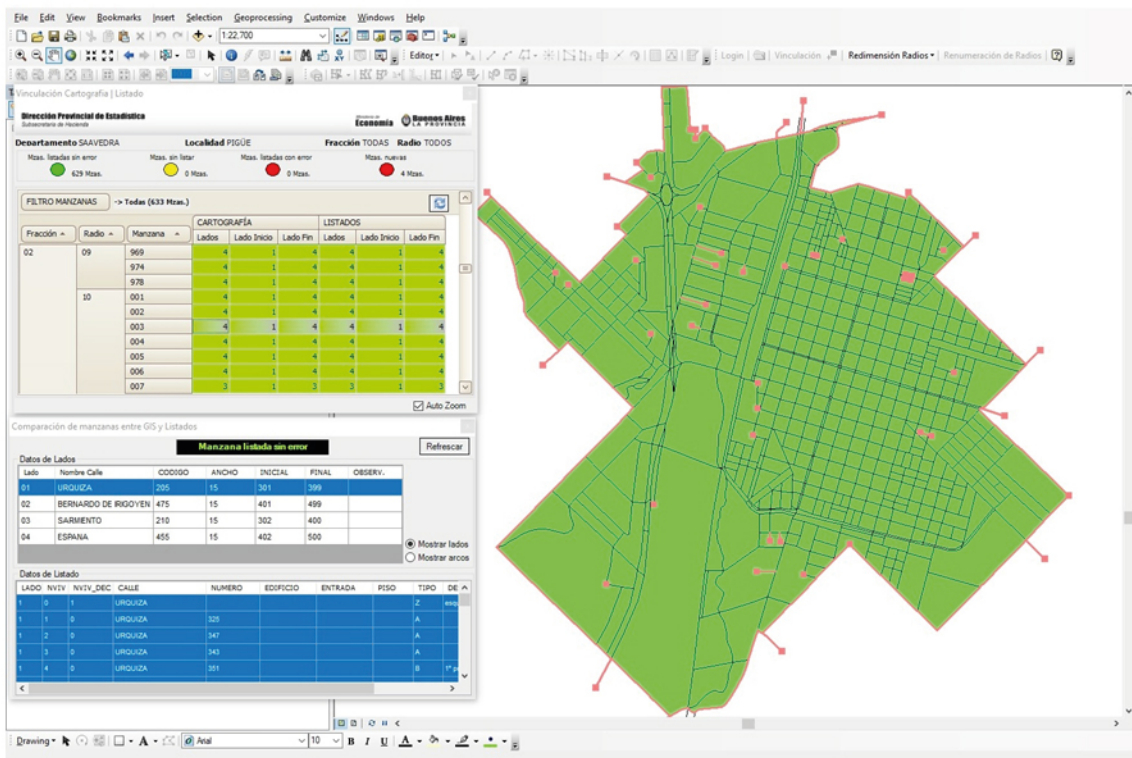 File Edit View Bookmarks Insert Selection Geoprocessing Customize Windows Help
1:22.700
Editor Login Vinculación Redimensión Radios Renumeración de Radios
Vinculación Cartografia | Listado
Dirección Provincial de Estadística
Subsecretaría de Hacienda
Economía Buenos Aires
LA PROVINCIA
Departamento SAAVEDRA Localidad PIGÜE Fracción TODAS Radio TODOS
Mzas. listadas sin error Mzas. sin listar Mzas. listadas con error Mzas. nuevas
629 Mzas. 0 Mzas. 0 Mzas. 4 Mzas.
FILTRO MANZANAS -> Todas (633 Mzas.)
CARTOGRAFÍA LISTADOS
Fracción Radio Manzana Lados Lado Inicio Lado Fin Lados Lado Inicio Lado Fin
02 09 969 4 1 4 4 1 4
974 4 1 4 4 1 4
978 4 1 4 4 1 4
10 001 4 1 4 4 1 4
002 4 1 4 4 1 4
003 4 1 4 4 1 4
004 4 1 4 4 1 4
005 4 1 4 4 1 4
006 4 1 4 4 1 4
007 3 1 3 3 1 3
Auto Zoom
Comparación de manzanas entre GIS y Listados
Manzana listada sin error Refrescar
Datos de Lados
Lado Nombre Calle CODIGO ANCHO INICIAL FINAL OBSERV.
01 URQUIZA 205 15 301 399
02 BERNARDO DE IRIGOYEN 475 15 401 499
03 SARMIENTO 210 15 302 400
04 ESPANA 455 15 402 500
Mostrar lados
Mostrar arcos
Datos de Listado
LADO NVIV NVIV_DEC CALLE NUMERO EDIFICIO ENTRADA PISO TIPO DE
1 0 1 URQUIZA Z esqu
1 1 0 URQUIZA 325 A
1 2 0 URQUIZA 347 A
1 3 0 URQUIZA 343 A
1 4 0 URQUIZA 351 B 1° p
Drawing A Arial 10 B I U A